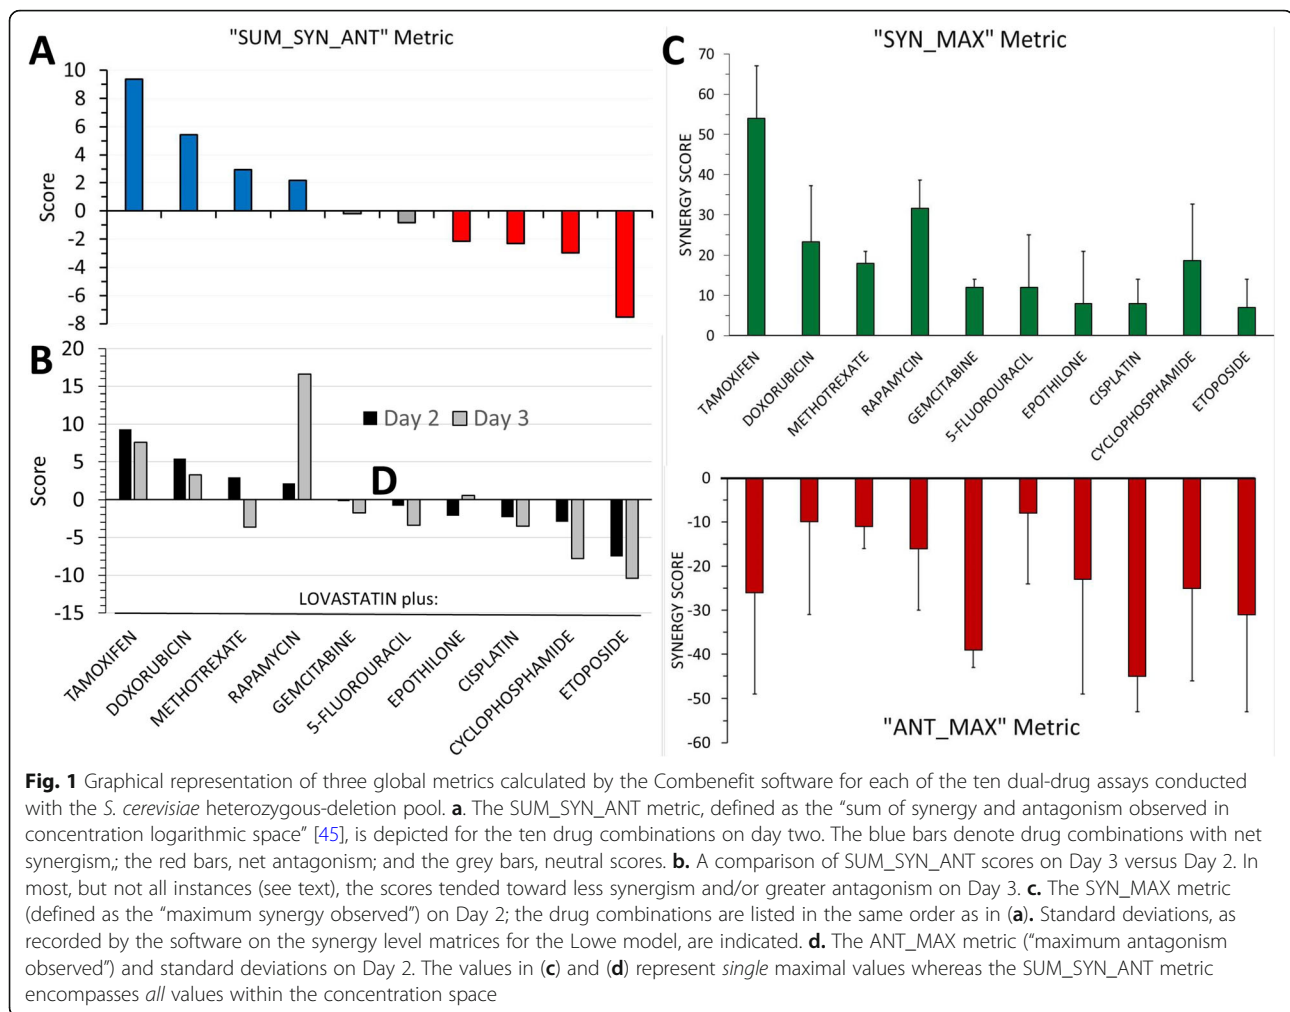 A
"SUM_SYN_ANT" Metric
Score
10
8
6
4
2
0
-2
-4
-6
-8
B
Score
20
15
10
5
0
-5
-10
-15
Day 2
Day 3
LOVASTATIN plus:
TAMOXIFEN
DOXORUBICIN
METHOTREXATE
RAPAMYCIN
GEMCITABINE
5-FLUOROURACIL
EPOTHILONE
CISPLATIN
CYCLOPHOSPHAMIDE
ETOPOSIDE
C
"SYN_MAX" Metric
SYNERGY SCORE
70
60
50
40
30
20
10
0
TAMOXIFEN
DOXORUBICIN
METHOTREXATE
RAPAMYCIN
GEMCITABINE
5-FLUOROURACIL
EPOTHILONE
CISPLATIN
CYCLOPHOSPHAMIDE
ETOPOSIDE
D
SYNERGY SCORE
0
-10
-20
-30
-40
-50
-60
"ANT_MAX" Metric
Fig. 1 Graphical representation of three global metrics calculated by the Combenefit software for each of the ten dual-drug assays conducted
with the S. cerevisiae heterozygous-deletion pool. a. The SUM_SYN_ANT metric, defined as the “sum of synergy and antagonism observed in
concentration logarithmic space” [45], is depicted for the ten drug combinations on day two. The blue bars denote drug combinations with net
synergism,; the red bars, net antagonism; and the grey bars, neutral scores. b. A comparison of SUM_SYN_ANT scores on Day 3 versus Day 2. In
most, but not all instances (see text), the scores tended toward less synergism and/or greater antagonism on Day 3. c. The SYN_MAX metric
(defined as the “maximum synergy observed”) on Day 2; the drug combinations are listed in the same order as in (a). Standard deviations, as
recorded by the software on the synergy level matrices for the Lowe model, are indicated. d. The ANT_MAX metric (“maximum antagonism
observed”) and standard deviations on Day 2. The values in (c) and (d) represent single maximal values whereas the SUM_SYN_ANT metric
encompasses all values within the concentration space